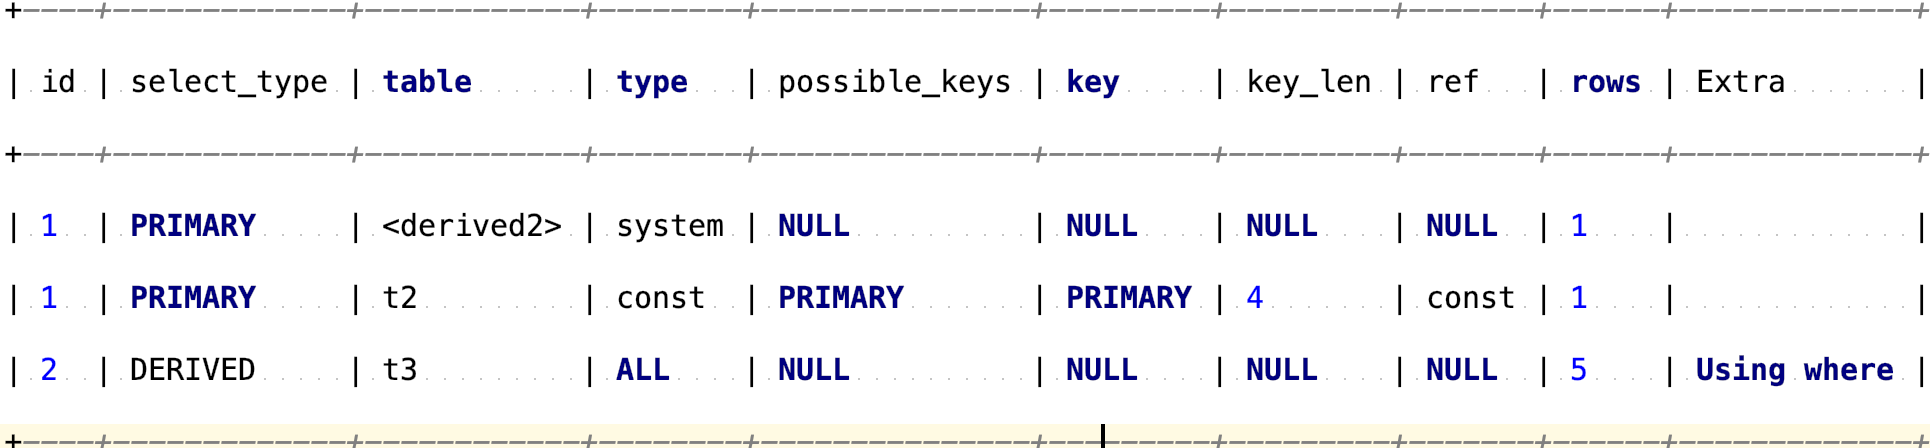 +----+-------------+------------+--------+---------------+---------+---------+-------+------+-------------+
| id | select_type | table      | type   | possible_keys | key     | key_len | ref   | rows | Extra       |
+----+-------------+------------+--------+---------------+---------+---------+-------+------+-------------+
| 1  | PRIMARY     | <derived2> | system | NULL          | NULL    | NULL    | NULL  | 1    |             |
| 1  | PRIMARY     | t2         | const  | PRIMARY       | PRIMARY | 4       | const | 1    |             |
| 2  | DERIVED     | t3         | ALL    | NULL          | NULL    | NULL    | NULL  | 5    | Using where |
+----+-------------+------------+--------+---------------+---------+---------+-------+------+-------------+